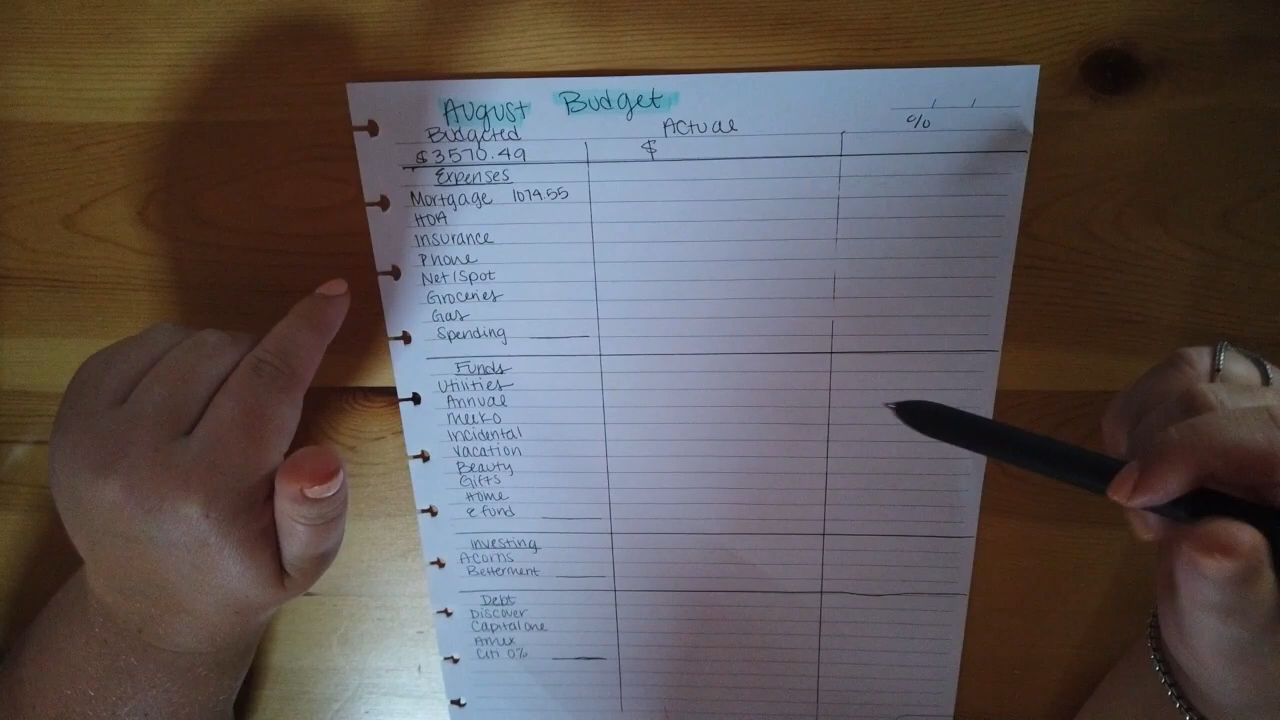 August Budget
Budgeted Actual %
$3570.49 $
Expenses
Mortgage 1074.55
HOA
Insurance
Phone
Net/Spot
Groceries
Gas
Spending
Funds
Utilities
Annual
Meeko
Incidental
Vacation
Beauty
Gifts
Home
e fund
Investing
Acorns
Betterment
Debt
Discover
Capital one
Amex
Citi 0%